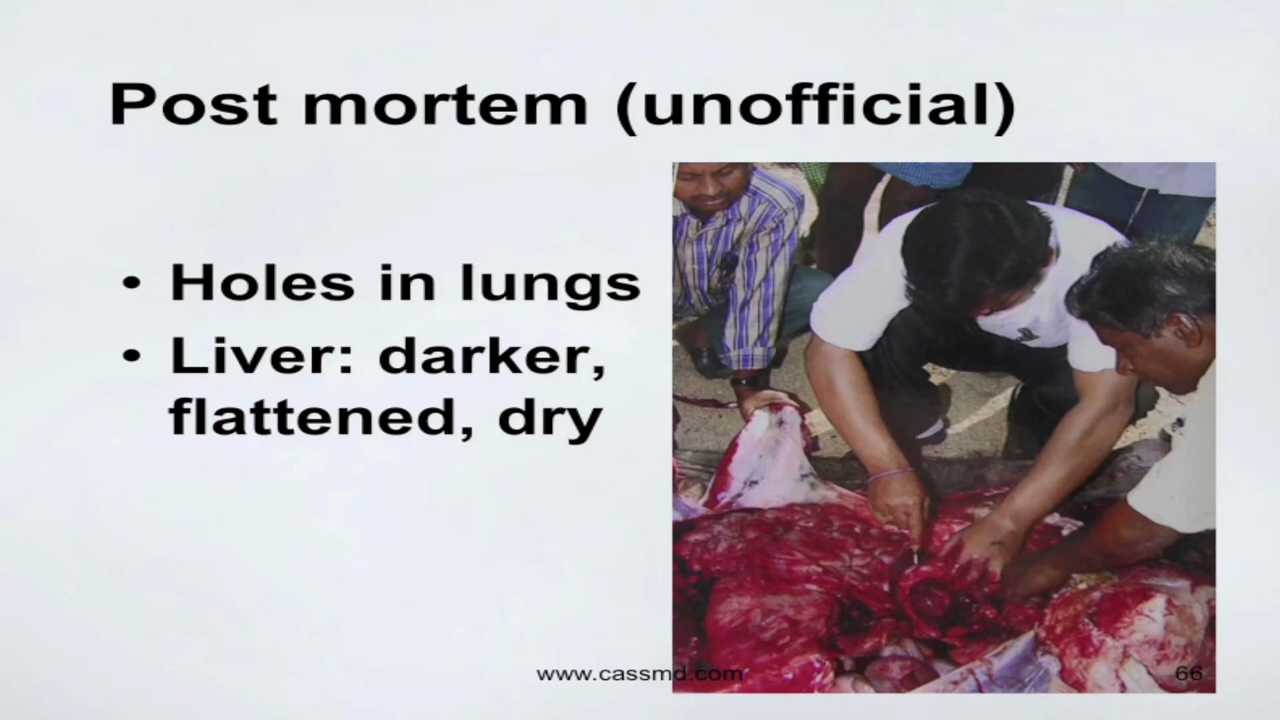 Post mortem (unofficial)
• Holes in lungs
• Liver: darker,
flattened, dry
www.cassmd.com
66